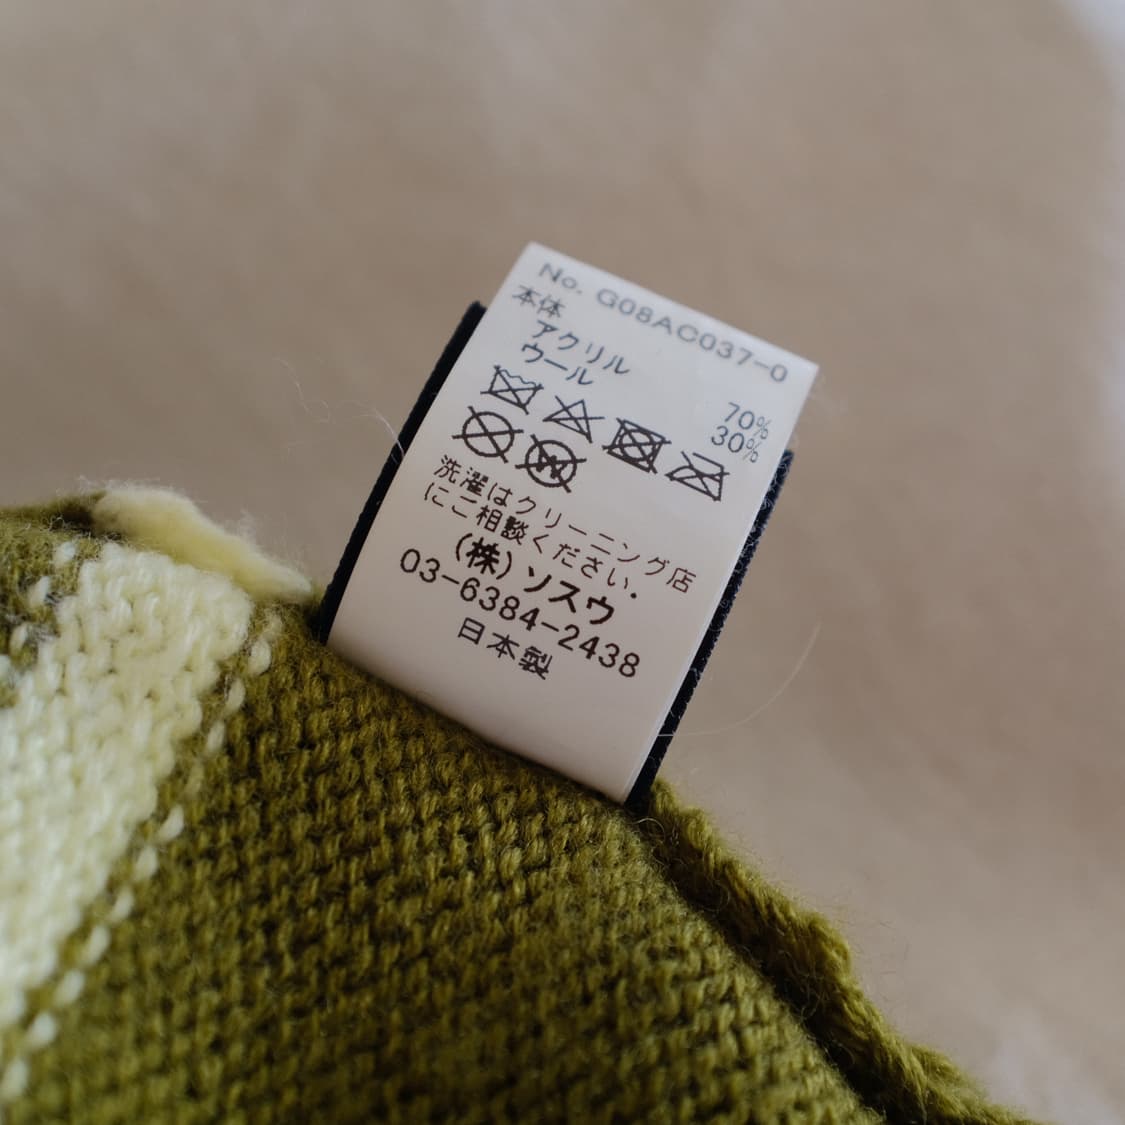 No. G08AC037-0
本体
アクリル 70%
ウール 30%
洗濯はクリーニング店
にご相談ください.
(株)ソスウ
03-6384-2438
日本製